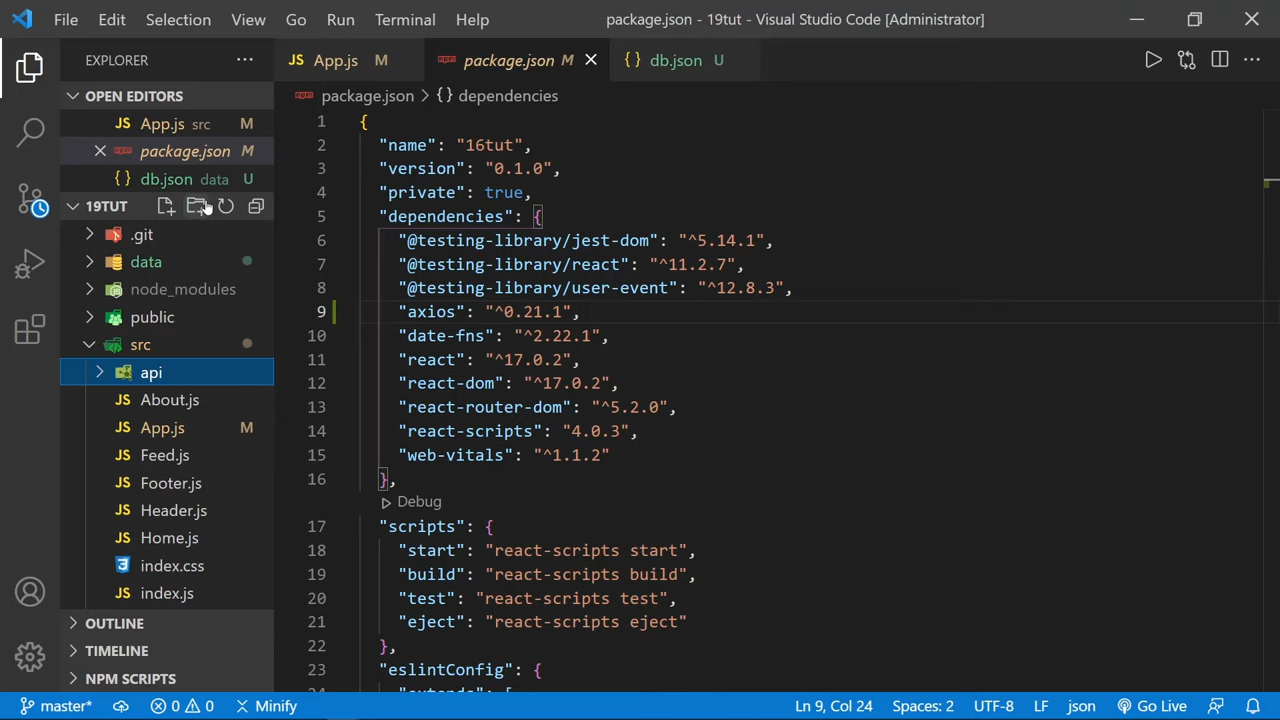 File Edit Selection View Go Run Terminal Help package.json - 19tut - Visual Studio Code [Administrator]
EXPLORER
JS App.js M
package.json M
{} db.json U
OPEN EDITORS
JS App.js src M
package.json M
{} db.json data U
19TUT
.git
data
node_modules
public
src
api
JS About.js
JS App.js M
JS Feed.js
JS Footer.js
JS Header.js
JS Home.js
index.css
JS index.js
OUTLINE
TIMELINE
NPM SCRIPTS
package.json > {} dependencies
1 {
2 "name": "16tut",
3 "version": "0.1.0",
4 "private": true,
5 "dependencies": {
6 "@testing-library/jest-dom": "^5.14.1",
7 "@testing-library/react": "^11.2.7",
8 "@testing-library/user-event": "^12.8.3",
9 "axios": "^0.21.1",
10 "date-fns": "^2.22.1",
11 "react": "^17.0.2",
12 "react-dom": "^17.0.2",
13 "react-router-dom": "^5.2.0",
14 "react-scripts": "4.0.3",
15 "web-vitals": "^1.1.2"
16 },
Debug
17 "scripts": {
18 "start": "react-scripts start",
19 "build": "react-scripts build",
20 "test": "react-scripts test",
21 "eject": "react-scripts eject"
22 },
23 "eslintConfig": {
master* 0 0 Minify Ln 9, Col 24 Spaces: 2 UTF-8 LF json Go Live